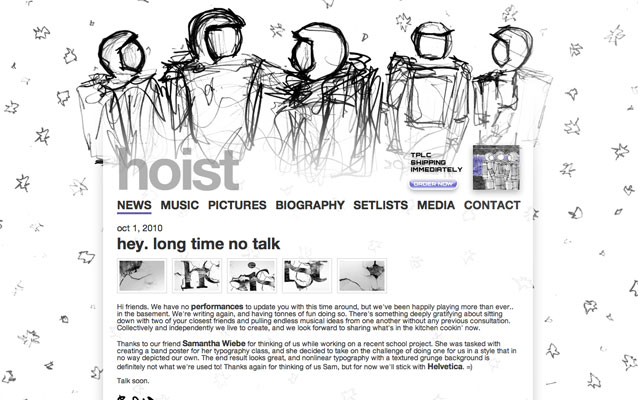 hoist
TPLC
SHIPPING
IMMEDIATELY
ORDER NOW
NEWS MUSIC PICTURES BIOGRAPHY SETLISTS MEDIA CONTACT
oct 1, 2010
hey. long time no talk
Hi friends. We have no performances to update you with this time around, but we've been happily playing more than ever..
in the basement. We're writing again, and having tonnes of fun doing so. There's something deeply gratifying about sitting
down with two of your closest friends and pulling endless musical ideas from one another without any previous consultation.
Collectively and independently we live to create, and we look forward to sharing what's in the kitchen cookin' now.
Thanks to our friend Samantha Wiebe for thinking of us while working on a recent school project. She was tasked with
creating a band poster for her typography class, and she decided to take on the challenge of doing one for us in a style that in
no way depicted our own. The end result looks great, and nonlinear typography with a textured grunge background is
definitely not what we're used to! Thanks again for thinking of us Sam, but for now we'll stick with Helvetica. =)
Talk soon.